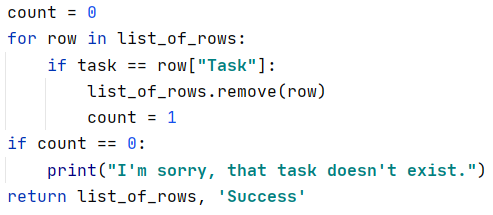 count = 0
for row in list_of_rows:
    if task == row["Task"]:
        list_of_rows.remove(row)
        count = 1
if count == 0:
    print("I'm sorry, that task doesn't exist.")
return list_of_rows, 'Success'